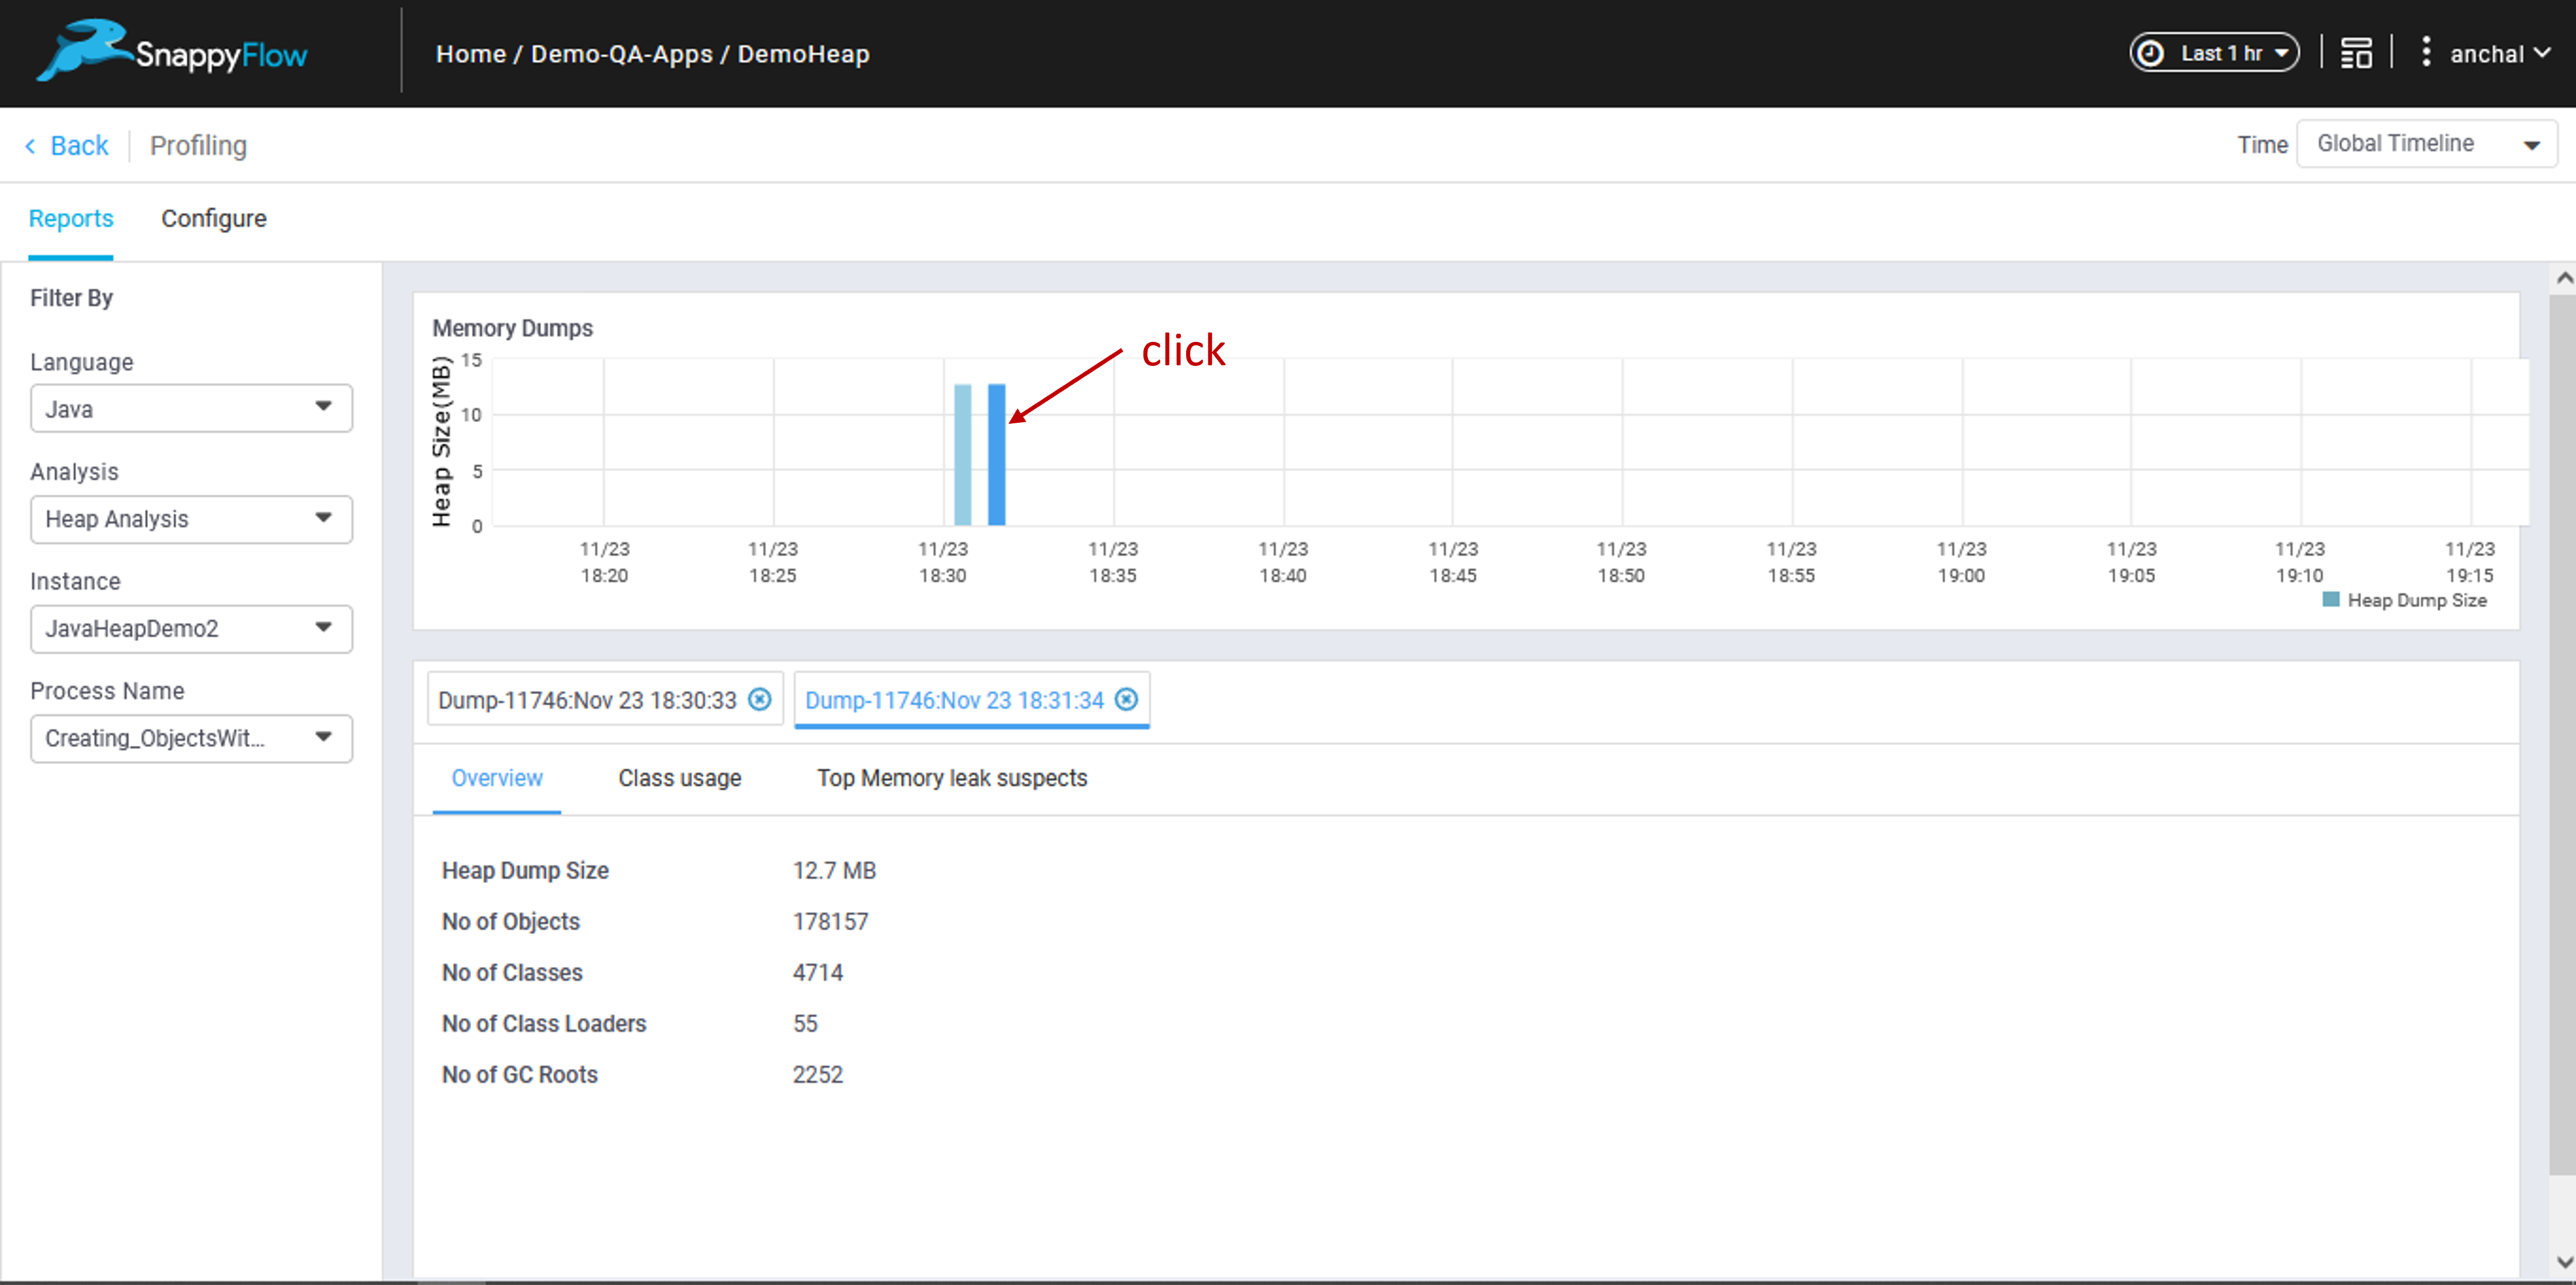 SnappyFlow
Home / Demo-QA-Apps / DemoHeap
Last 1 hr
anchal
Back
Profiling
Time
Global Timeline
Reports
Configure
Filter By
Language
Java
Analysis
Heap Analysis
Instance
JavaHeapDemo2
Process Name
Creating_ObjectsWit...
Memory Dumps
click
Heap Size(MB)
15
10
5
0
11/23 11/23 11/23 11/23 11/23 11/23 11/23 11/23 11/23 11/23 11/23 11/23
18:20 18:25 18:30 18:35 18:40 18:45 18:50 18:55 19:00 19:05 19:10 19:15
Heap Dump Size
Dump-11746:Nov 23 18:30:33
Dump-11746:Nov 23 18:31:34
Overview
Class usage
Top Memory leak suspects
Heap Dump Size 12.7 MB
No of Objects 178157
No of Classes 4714
No of Class Loaders 55
No of GC Roots 2252